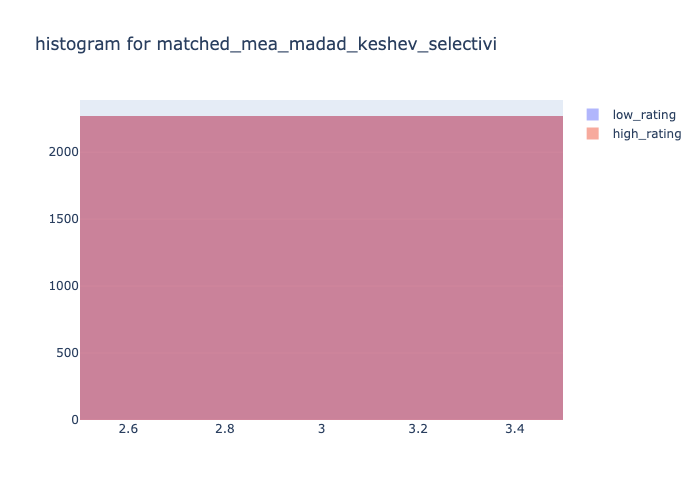 histogram for matched_mea_madad_keshev_selectivi
low_rating
high_rating
2000
1500
1000
500
0
2.6 2.8 3 3.2 3.4